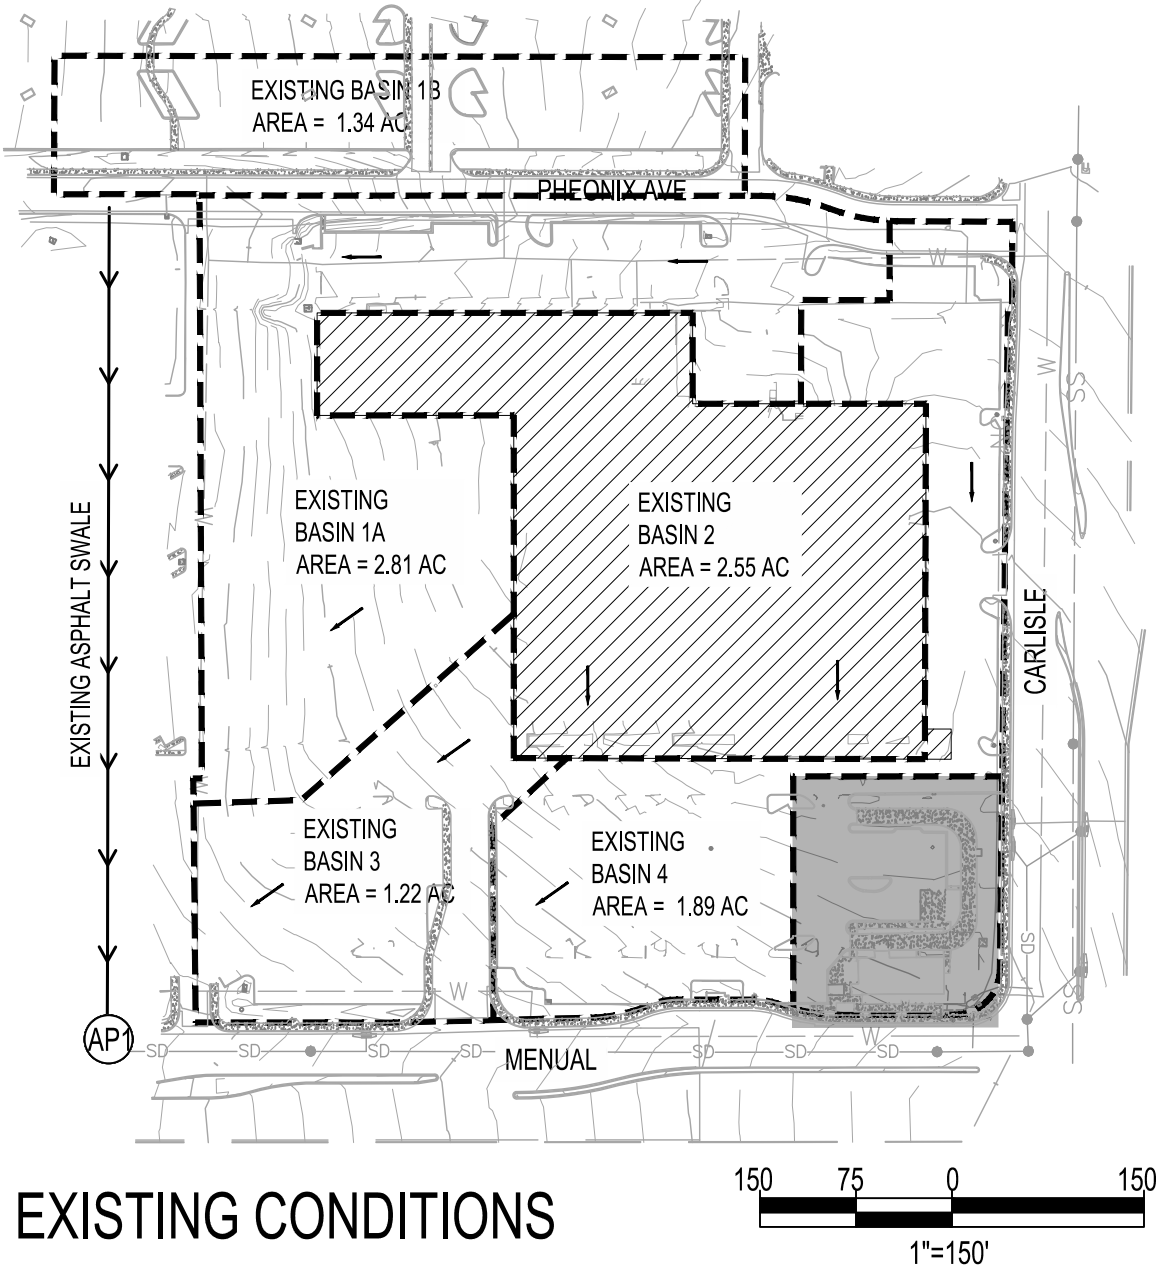 EXISTING BASIN 1B
AREA = 1.34 AC
PHEONIX AVE
W
W
SS
EXISTING
BASIN 1A
AREA = 2.81 AC
EXISTING
BASIN 2
AREA = 2.55 AC
EXISTING ASPHALT SWALE
W
CARLISLE
EXISTING
BASIN 3
AREA = 1.22 AC
EXISTING
BASIN 4
AREA = 1.89 AC
SD
W
SS
W
AP1
SD
SD
SD
SD
MENUAL
SD
SD
SD
EXISTING CONDITIONS
150 75 0 150
1"=150'